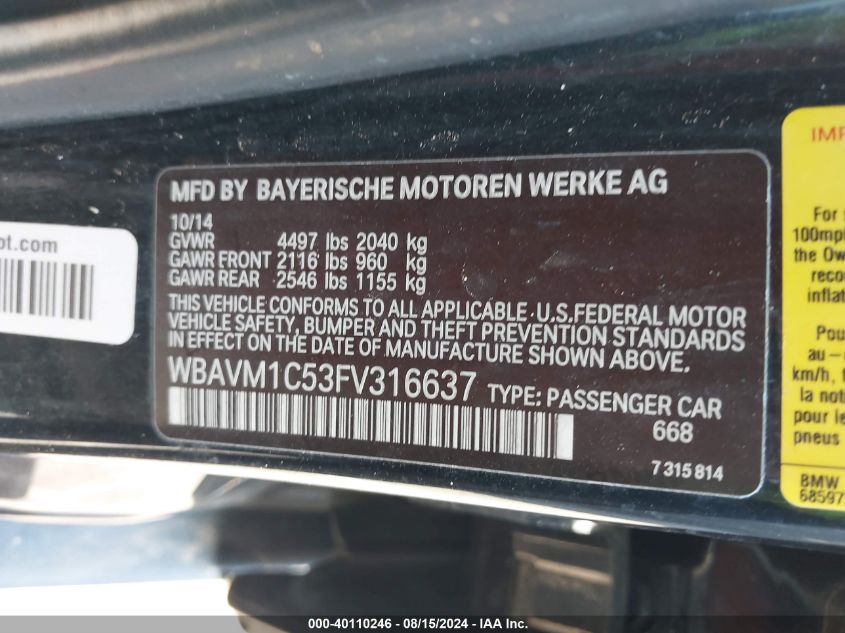 MFD BY BAYERISCHE MOTOREN WERKE AG
10/14
GVWR 4497 lbs 2040 kg
GAWR FRONT 2116 lbs 960 kg
GAWR REAR 2546 lbs 1155 kg
THIS VEHICLE CONFORMS TO ALL APPLICABLE U.S.FEDERAL MOTOR
VEHICLE SAFETY, BUMPER AND THEFT PREVENTION STANDARDS
IN EFFECT ON THE DATE OF MANUFACTURE SHOWN ABOVE.
WBAVM1C53FV316637 TYPE: PASSENGER CAR
668
7 315 814
ot.com
IMP
For s
100mph
the Ow
reco
inflat
Pou
au –
km/h, t
la not
pour le
pneus
BMW
68597
000-40110246 - 08/15/2024 - IAA Inc.